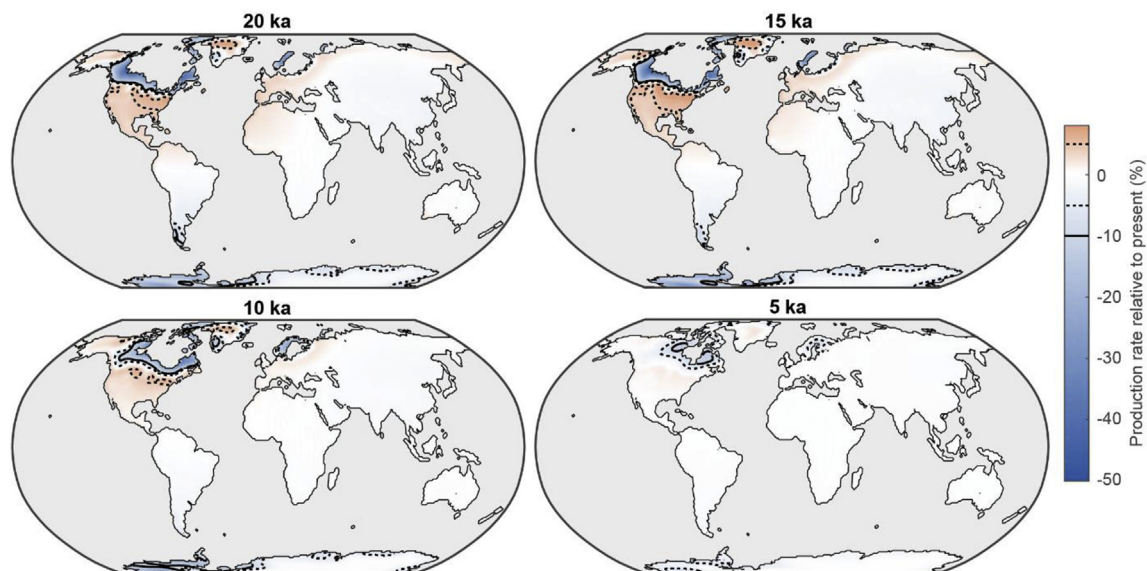 20 ka
15 ka
10 ka
5 ka
0
-10
-20
-30
-40
-50
Production rate relative to present (%)